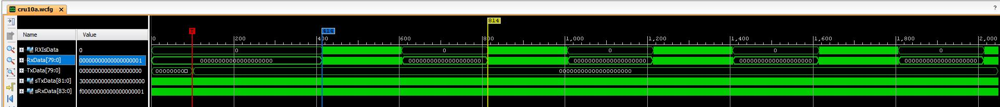 cru10a.wcfg ×
?
814
T 414
Name Value
0 200 400 600 800 1,000 1,200 1,400 1,600 1,800 2,000
RXIsData 0 0 0 0 0 0
RxData[79:0] 00000000000000000001 00000000000000000000 00000000000000000000 00000000000000000000 00000000000000000000 00000000000000000000
TxData[79:0] 00000000000000000000 000000000 00000000000000000000
sTxData[81:0] 300000000000000000000
sRxData[83:0] f00000000000000000001